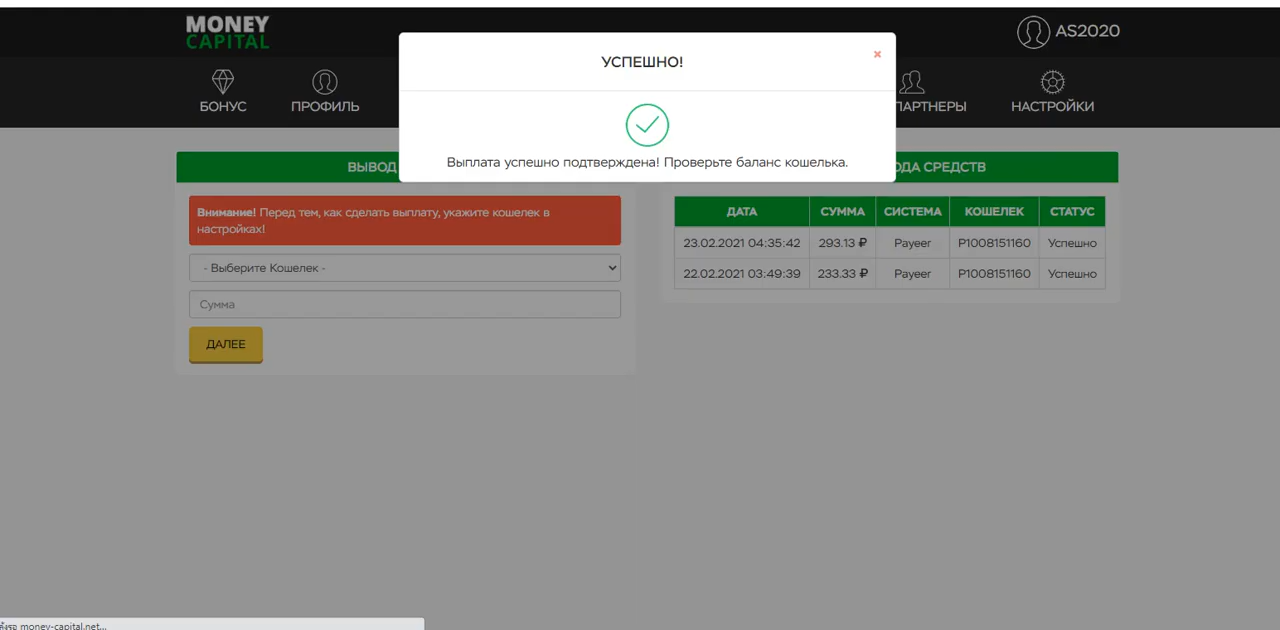 MONEY
CAPITAL
AS2020
БОНУС
ПРОФИЛЬ
ПАРТНЕРЫ
НАСТРОЙКИ
УСПЕШНО!
×
Выплата успешно подтверждена! Проверьте баланс кошелька.
ВЫВОД
Внимание! Перед тем, как сделать выплату, укажите кошелек в
настройках!
- Выберите Кошелек -
Сумма
ДАЛЕЕ
ОДА СРЕДСТВ
ДАТА СУММА СИСТЕМА КОШЕЛЕК СТАТУС
23.02.2021 04:35:42 293.13 ₽ Payeer P1008151160 Успешно
22.02.2021 03:49:39 233.33 ₽ Payeer P1008151160 Успешно
money-capital.net...